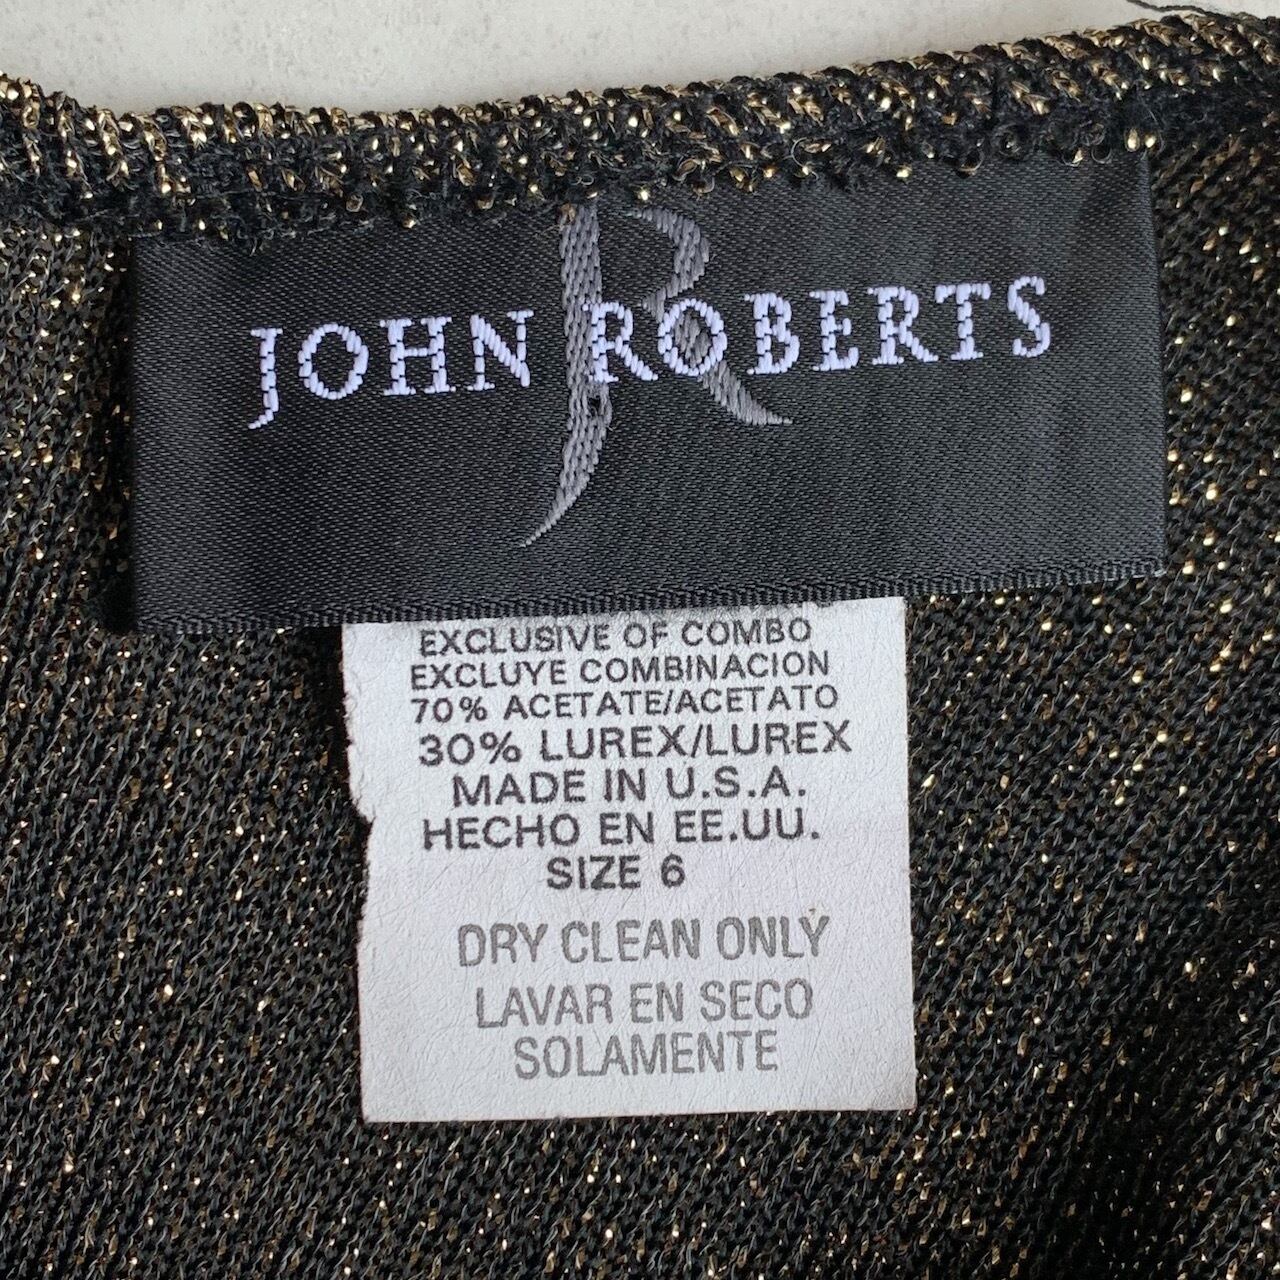 JR
JOHN ROBERTS
EXCLUSIVE OF COMBO
EXCLUYE COMBINACION
70% ACETATE/ACETATO
30% LUREX/LUREX
MADE IN U.S.A.
HECHO EN EE.UU.
SIZE 6
DRY CLEAN ONLY
LAVAR EN SECO
SOLAMENTE